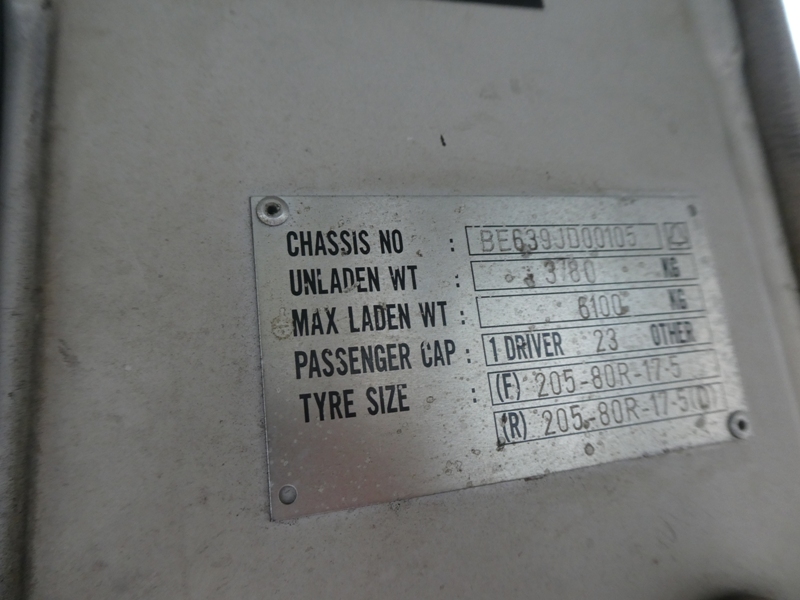 CHASSIS NO : BE639JD00105
UNLADEN WT : 3780 KG
MAX LADEN WT : 6100 KG
PASSENGER CAP : 1 DRIVER 23 OTHER
TYRE SIZE : (F) 205-80R-17-5
(R) 205-80R-17-5(D)